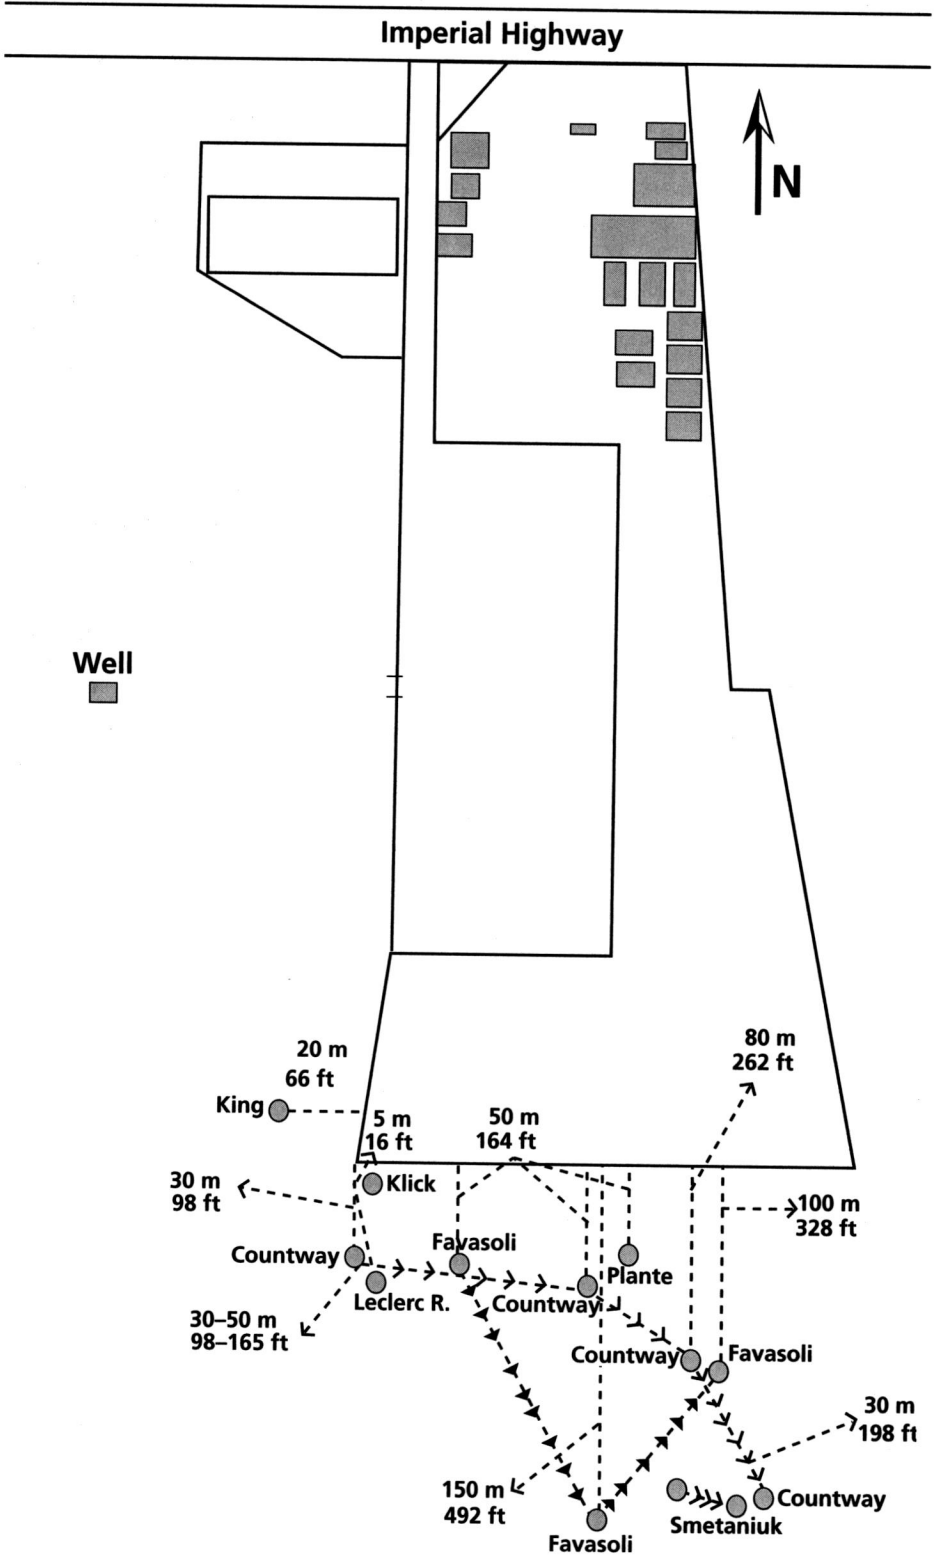 Imperial Highway
N
Well
20 m
66 ft
King
5 m
16 ft
50 m
164 ft
80 m
262 ft
30 m
98 ft
Klick
100 m
328 ft
Countway
Favasoli
Leclerc R.
Countway
Plante
30–50 m
98–165 ft
Countway
Favasoli
30 m
198 ft
150 m
492 ft
Favasoli
Smetaniuk
Countway